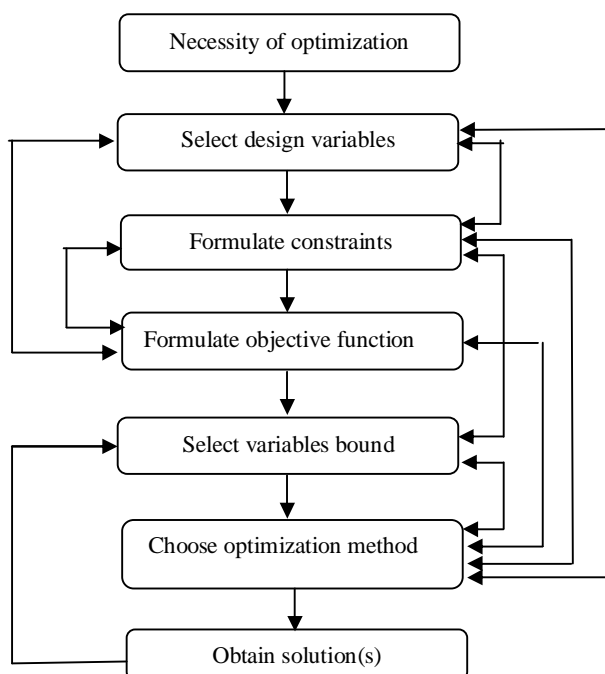 Necessity of optimization
Select design variables
Formulate constraints
Formulate objective function
Select variables bound
Choose optimization method
Obtain solution(s)